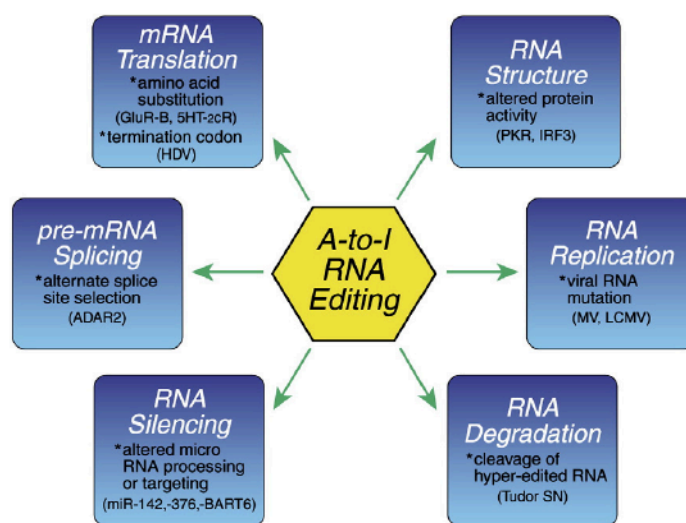 mRNA
Translation
*amino acid
substitution
(GluR-B, 5HT-2cR)
*termination codon
(HDV)
RNA
Structure
*altered protein
activity
(PKR, IRF3)
pre-mRNA
Splicing
*alternate splice
site selection
(ADAR2)
A-to-I
RNA
Editing
RNA
Replication
*viral RNA
mutation
(MV, LCMV)
RNA
Silencing
*altered micro
RNA processing
or targeting
(miR-142,-376,-BART6)
RNA
Degradation
*cleavage of
hyper-edited RNA
(Tudor SN)